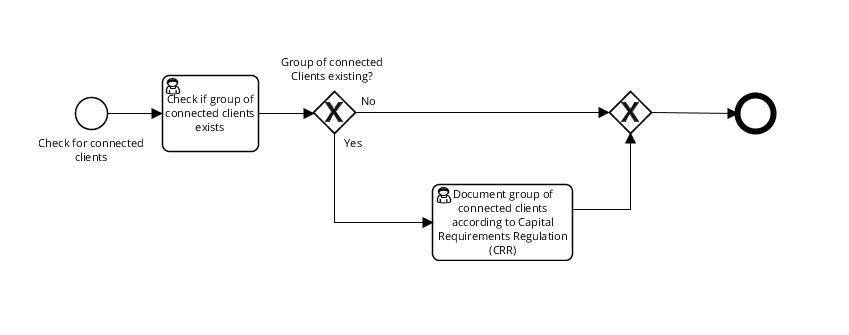 Group of connected
Clients existing?
Check if group of
connected clients
exists
No
Check for connected
clients
Yes
Document group of
connected clients
according to Capital
Requirements Regulation
(CRR)